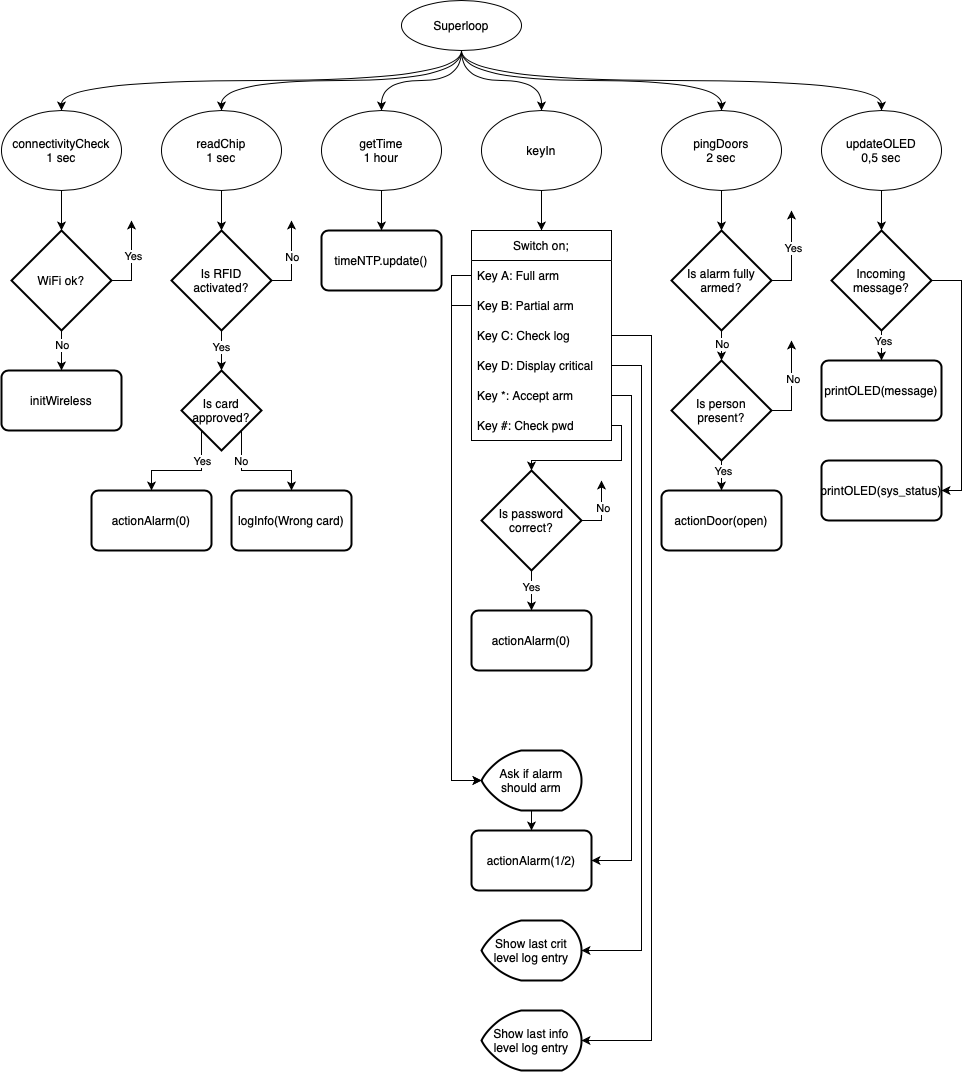 Superloop
connectivityCheck
1 sec
readChip
1 sec
getTime
1 hour
keyIn
pingDoors
2 sec
updateOLED
0,5 sec
WiFi ok?
Yes
No
initWireless
Is RFID
activated?
No
Yes
Is card
approved?
Yes
No
actionAlarm(0)
logInfo(Wrong card)
timeNTP.update()
Switch on;
Key A: Full arm
Key B: Partial arm
Key C: Check log
Key D: Display critical
Key *: Accept arm
Key #: Check pwd
Is password
correct?
No
Yes
actionAlarm(0)
Ask if alarm
should arm
actionAlarm(1/2)
Show last crit
level log entry
Show last info
level log entry
Is alarm fully
armed?
Yes
No
Is person
present?
No
Yes
actionDoor(open)
Incoming
message?
Yes
printOLED(message)
printOLED(sys_status)